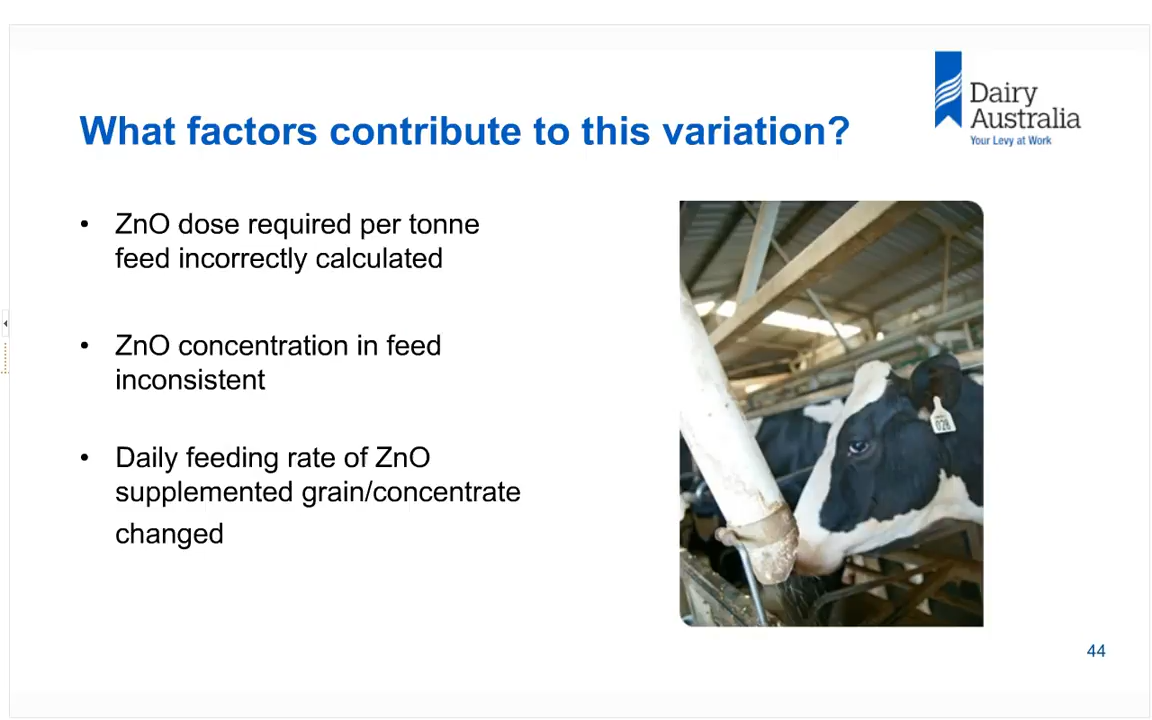 What factors contribute to this variation?
Dairy
Australia
Your Levy at Work
• ZnO dose required per tonne
feed incorrectly calculated
• ZnO concentration in feed
inconsistent
• Daily feeding rate of ZnO
supplemented grain/concentrate
changed
028
44